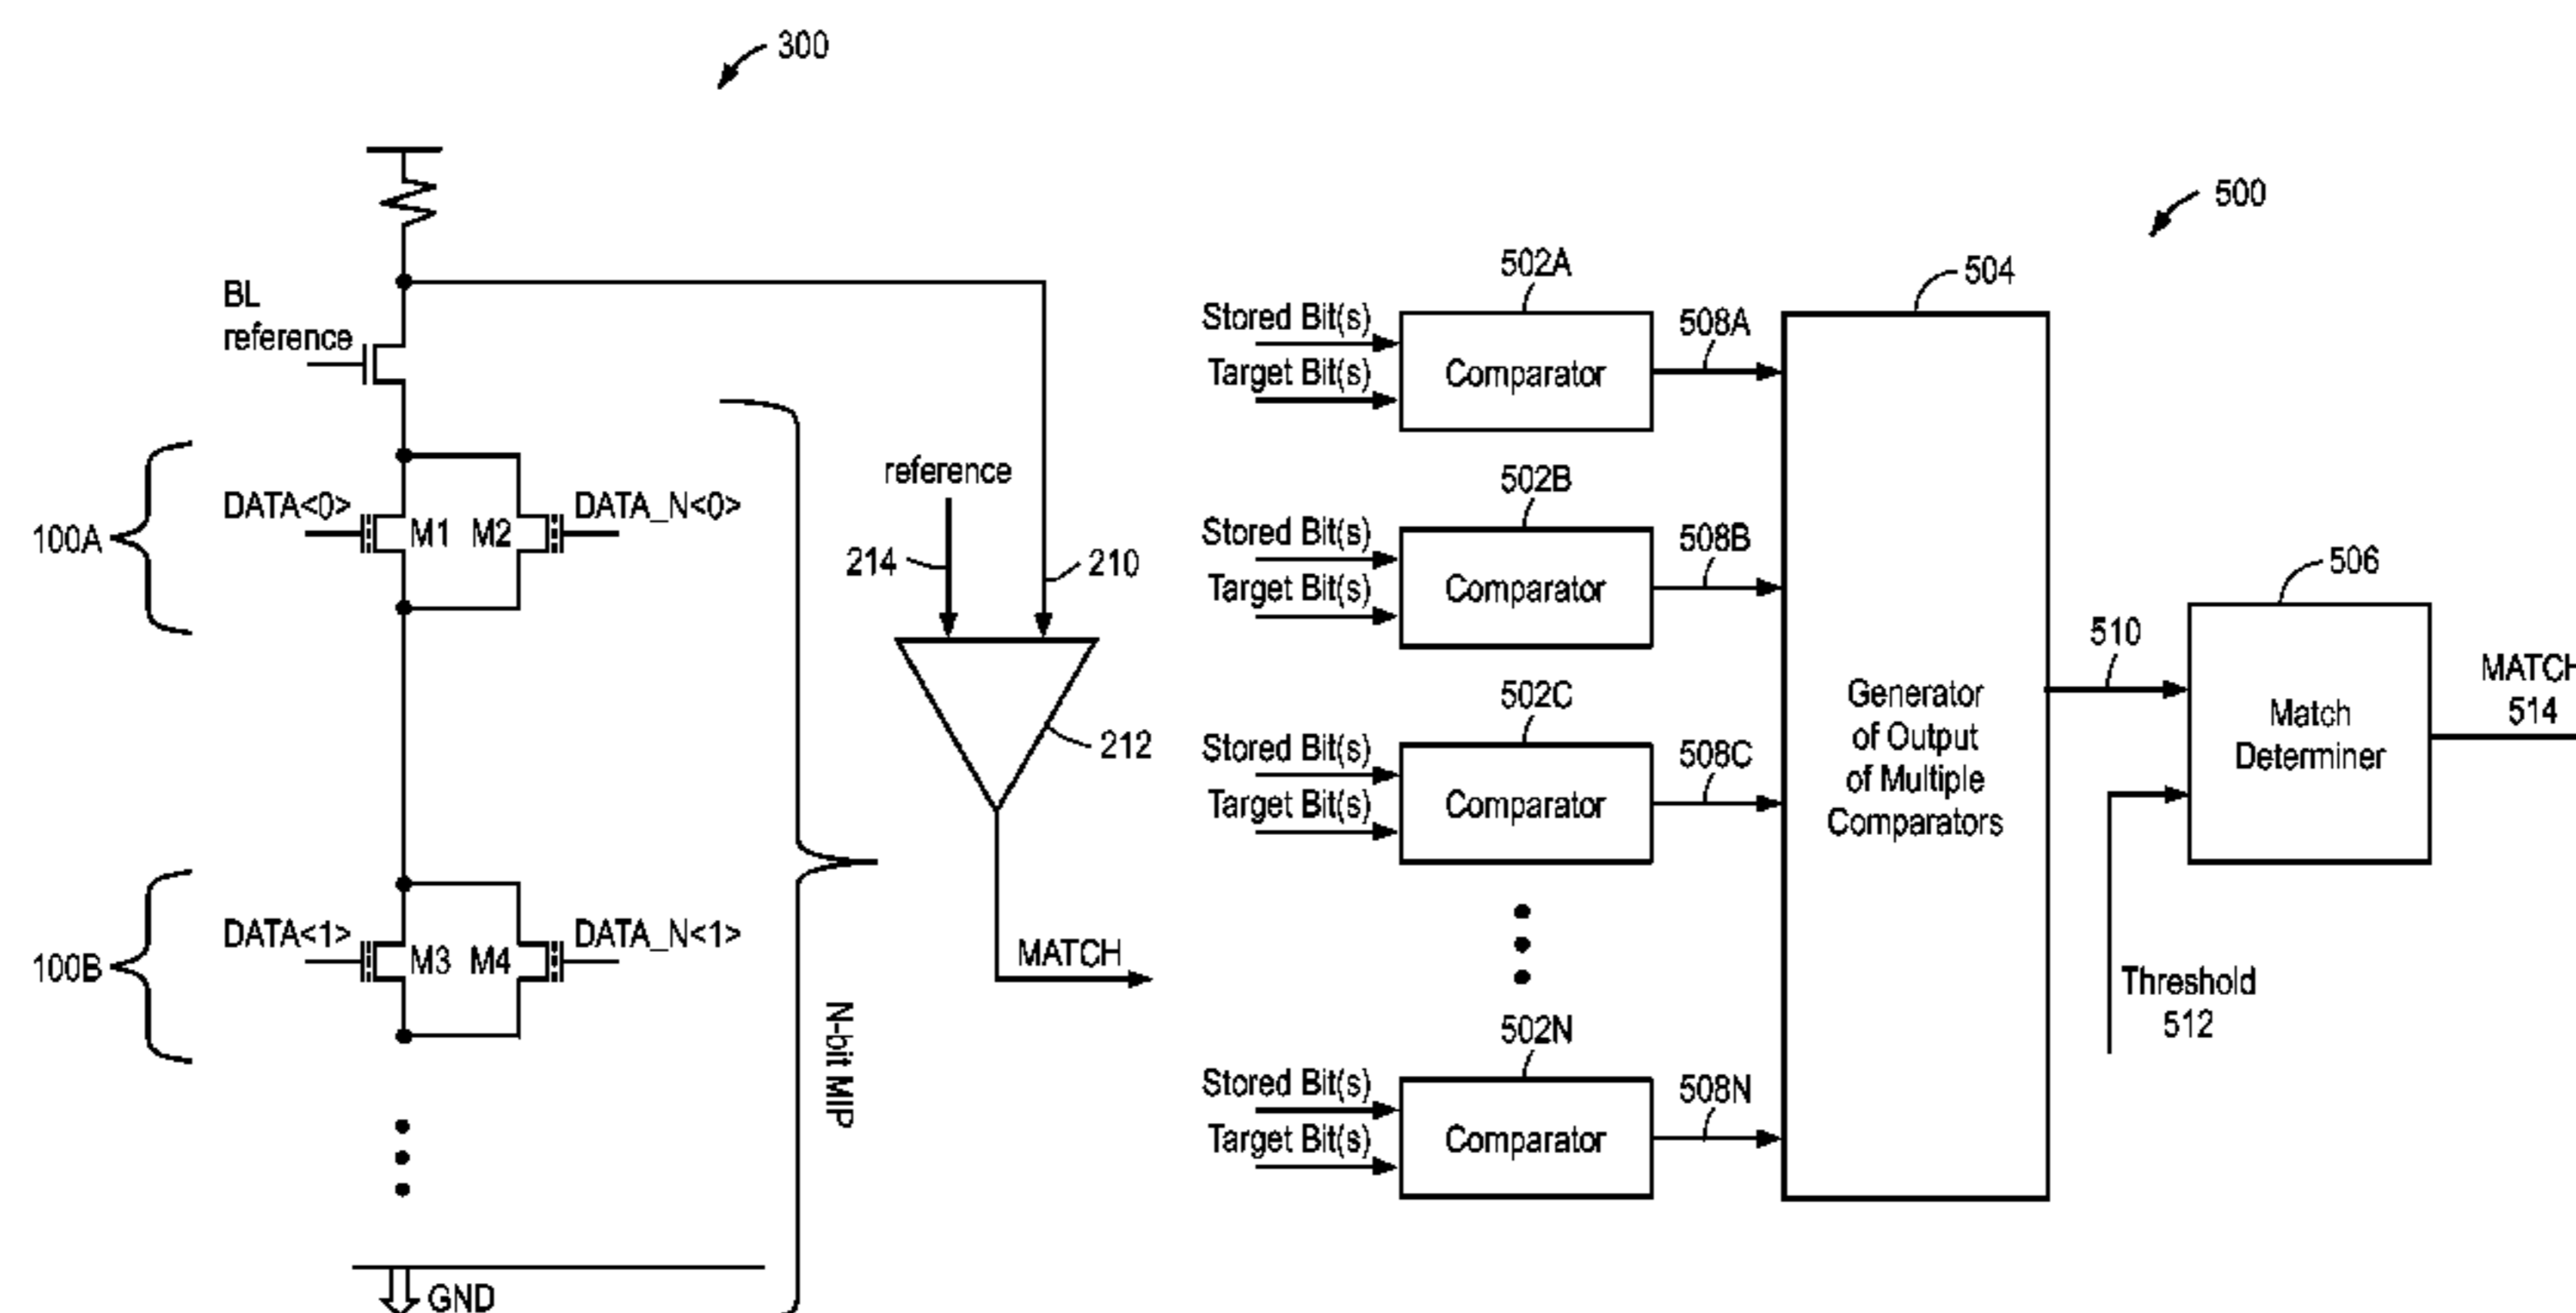 300
BL
reference
100A
DATA<0>
M1
M2
DATA_N<0>
reference
214
210
212
MATCH
100B
DATA<1>
M3
M4
DATA_N<1>
N-bit MIP
GND
500
502A
504
Stored Bit(s)
Target Bit(s)
Comparator
508A
502B
Stored Bit(s)
Target Bit(s)
Comparator
508B
502C
Stored Bit(s)
Target Bit(s)
Comparator
508C
502N
Stored Bit(s)
Target Bit(s)
Comparator
508N
Generator
of Output
of Multiple
Comparators
510
506
Match
Determiner
Threshold
512
MATCH
514